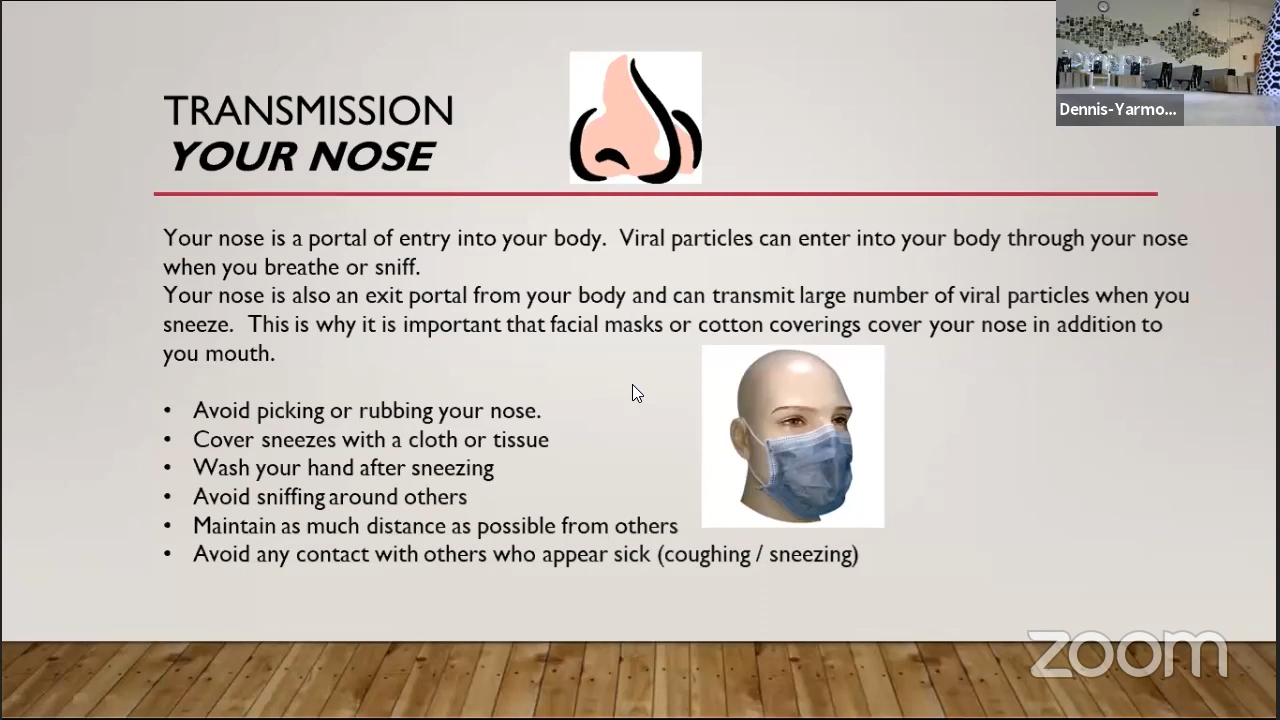 TRANSMISSION
YOUR NOSE
Dennis-Yarmo...
Your nose is a portal of entry into your body. Viral particles can enter into your body through your nose
when you breathe or sniff.
Your nose is also an exit portal from your body and can transmit large number of viral particles when you
sneeze. This is why it is important that facial masks or cotton coverings cover your nose in addition to
you mouth.
• Avoid picking or rubbing your nose.
• Cover sneezes with a cloth or tissue
• Wash your hand after sneezing
• Avoid sniffing around others
• Maintain as much distance as possible from others
• Avoid any contact with others who appear sick (coughing / sneezing)
zoom